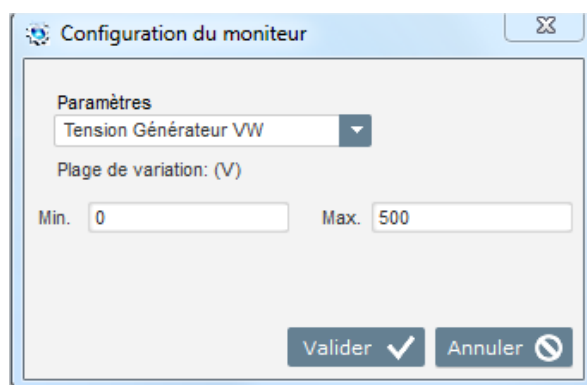 Configuration du moniteur
Paramètres
Tension Générateur VW
Plage de variation: (V)
Min. 0 Max. 500
Valider Annuler